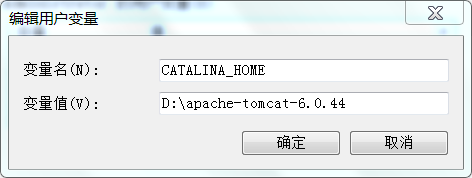 编辑用户变量
变量名(N): CATALINA_HOME
变量值(V): D:\apache-tomcat-6.0.44
确定 取消